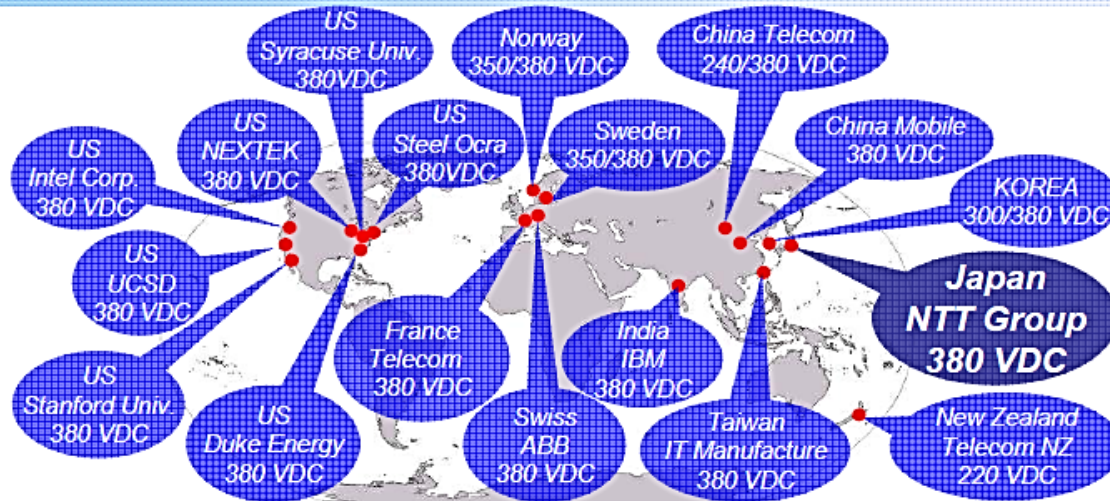 US
Syracuse Univ.
380VDC
Norway
350/380 VDC
China Telecom
240/380 VDC
US
NEXTEK
380 VDC
US
Steel Ocra
380VDC
Sweden
350/380 VDC
China Mobile
380 VDC
US
Intel Corp.
380 VDC
KOREA
300/380 VDC
US
UCSD
380 VDC
Japan
NTT Group
380 VDC
France
Telecom
380 VDC
India
IBM
380 VDC
US
Stanford Univ.
380 VDC
US
Duke Energy
380 VDC
Swiss
ABB
380 VDC
Taiwan
IT Manufacture
380 VDC
New Zealand
Telecom NZ
220 VDC